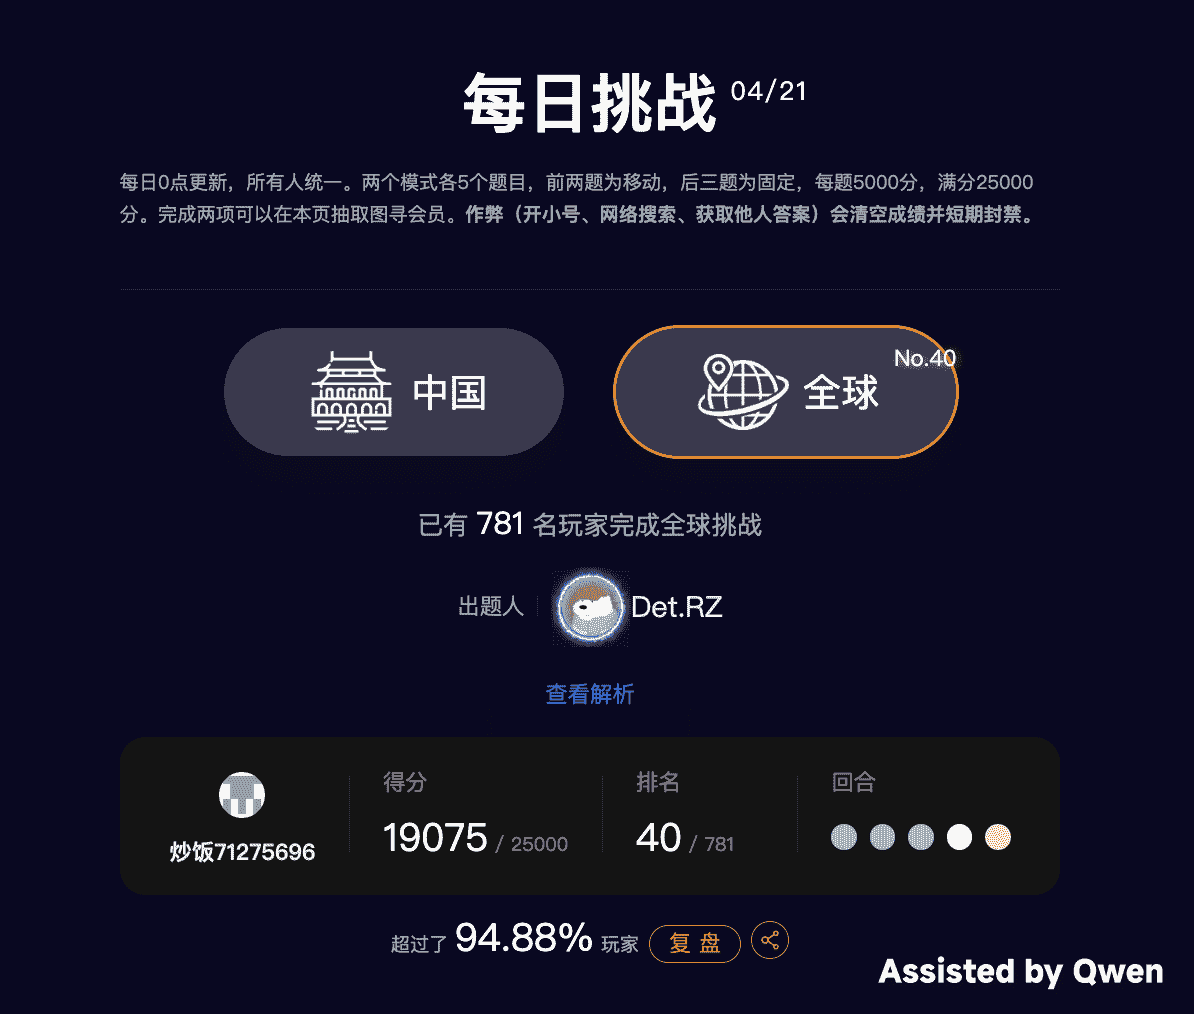 每日挑战 04/21
每日0点更新，所有人统一。两个模式各5个题目，前两题为移动，后三题为固定，每题5000分，满分25000
分。完成两项可以在本页抽取图寻会员。作弊（开小号、网络搜索、获取他人答案）会清空成绩并短期封禁。
中国
No.40
全球
已有 781 名玩家完成全球挑战
出题人 Det.RZ
查看解析
得分 排名 回合
19075 / 25000 40 / 781
炒饭71275696
超过了 94.88% 玩家 复盘
Assisted by Qwen